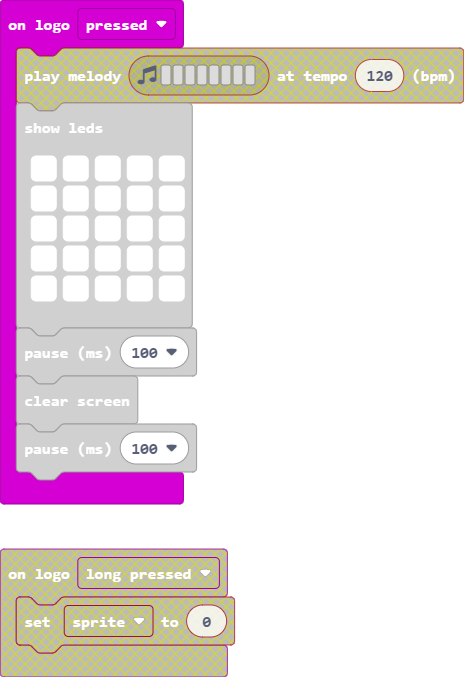 on logo pressed
play melody at tempo 120 (bpm)
show leds
pause (ms) 100
clear screen
pause (ms) 100
on logo long pressed
set sprite to 0